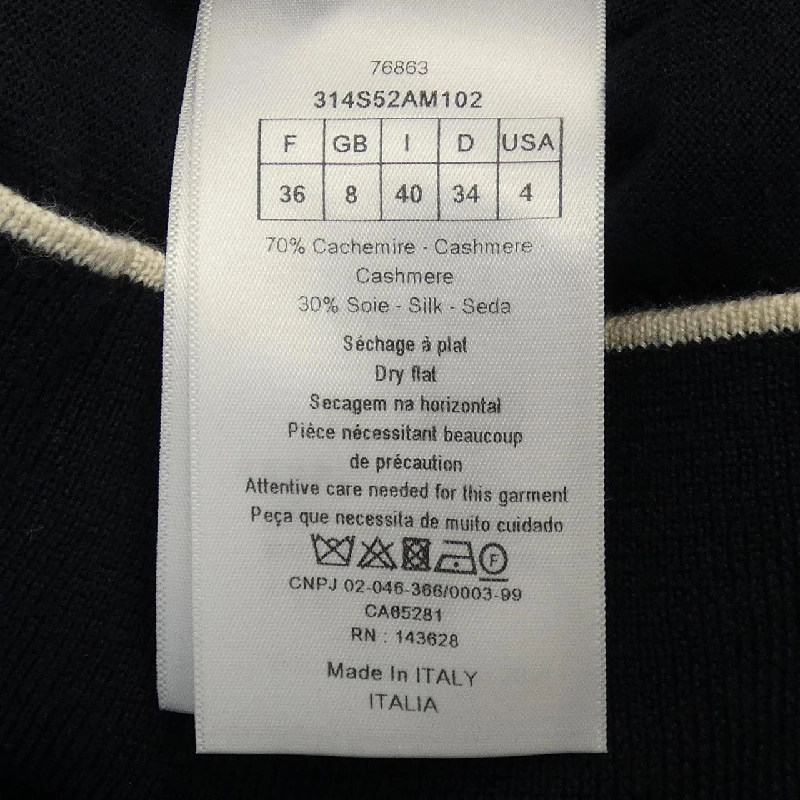 76863
314S52AM102
F GB I D USA
36 8 40 34 4
70% Cachemire - Cashmere
Cashmere
30% Soie - Silk - Seda
Séchage à plat
Dry flat
Secagem na horizontal
Pièce nécessitant beaucoup
de précaution
Attentive care needed for this garment
Peça que necessita de muito cuidado
F
CNPJ 02-046-366/0003-99
CA65281
RN : 143628
Made In ITALY
ITALIA